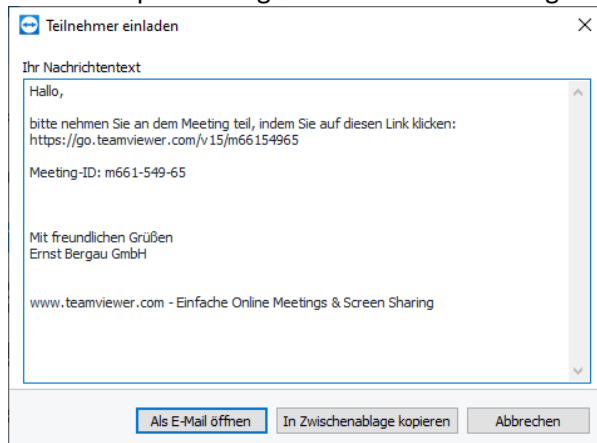 Teilnehmer einladen
Ihr Nachrichtentext
Hallo,
bitte nehmen Sie an dem Meeting teil, indem Sie auf diesen Link klicken:
https://go.teamviewer.com/v15/m66154965
Meeting-ID: m661-549-65
Mit freundlichen Grüßen
Ernst Bergau GmbH
www.teamviewer.com - Einfache Online Meetings & Screen Sharing
Als E-Mail öffnen In Zwischenablage kopieren Abbrechen